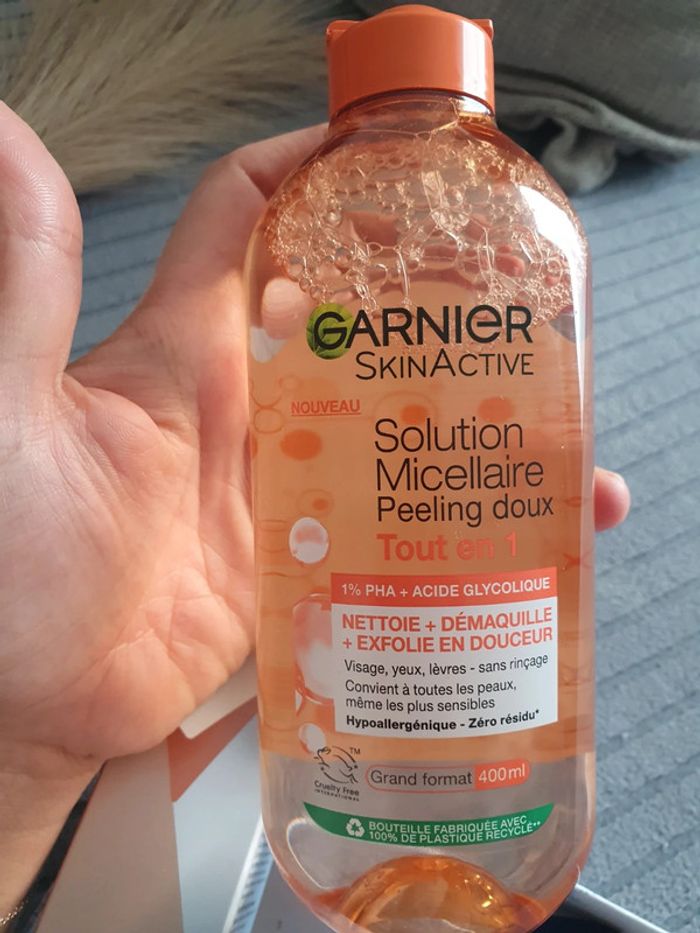 GARNIER
SKINACTIVE
NOUVEAU
Solution
Micellaire
Peeling doux
Tout en 1
1% PHA + ACIDE GLYCOLIQUE
NETTOIE + DÉMAQUILLE
+ EXFOLIE EN DOUCEUR
Visage, yeux, lèvres - sans rinçage
Convient à toutes les peaux,
même les plus sensibles
Hypoallergénique - Zéro résidu*
TM
Cruelty Free
INTERNATIONAL
Grand format 400ml
BOUTEILLE FABRIQUÉE AVEC
100% DE PLASTIQUE RECYCLÉ**